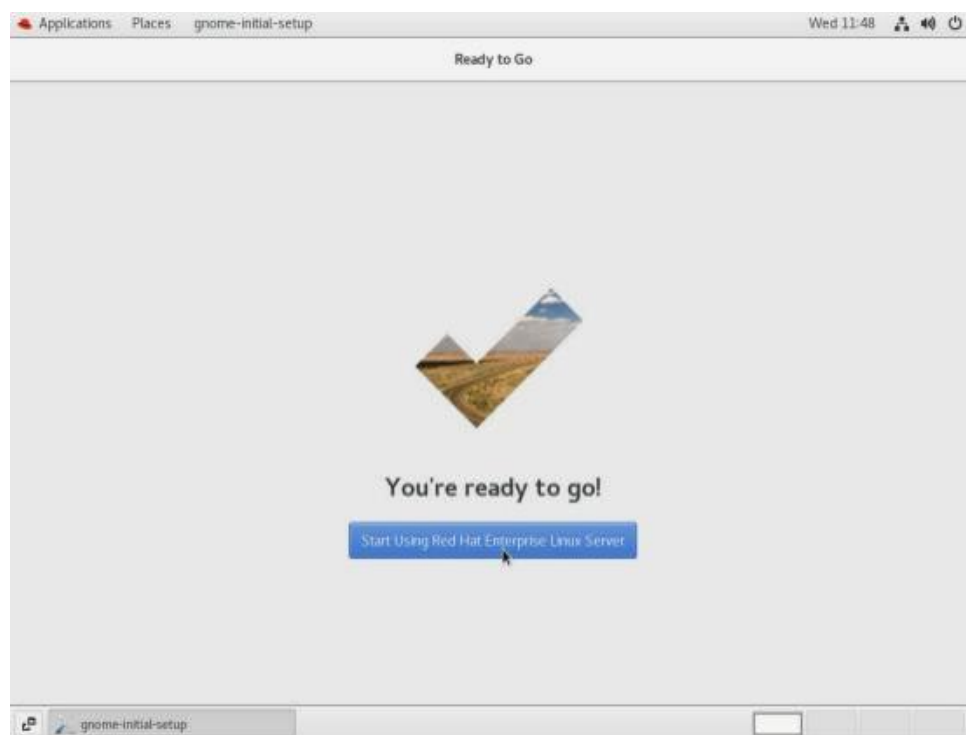 Applications Places gnome-initial-setup Wed 11:48
Ready to Go
You're ready to go!
Start Using Red Hat Enterprise Linux Server
gnome-initial-setup